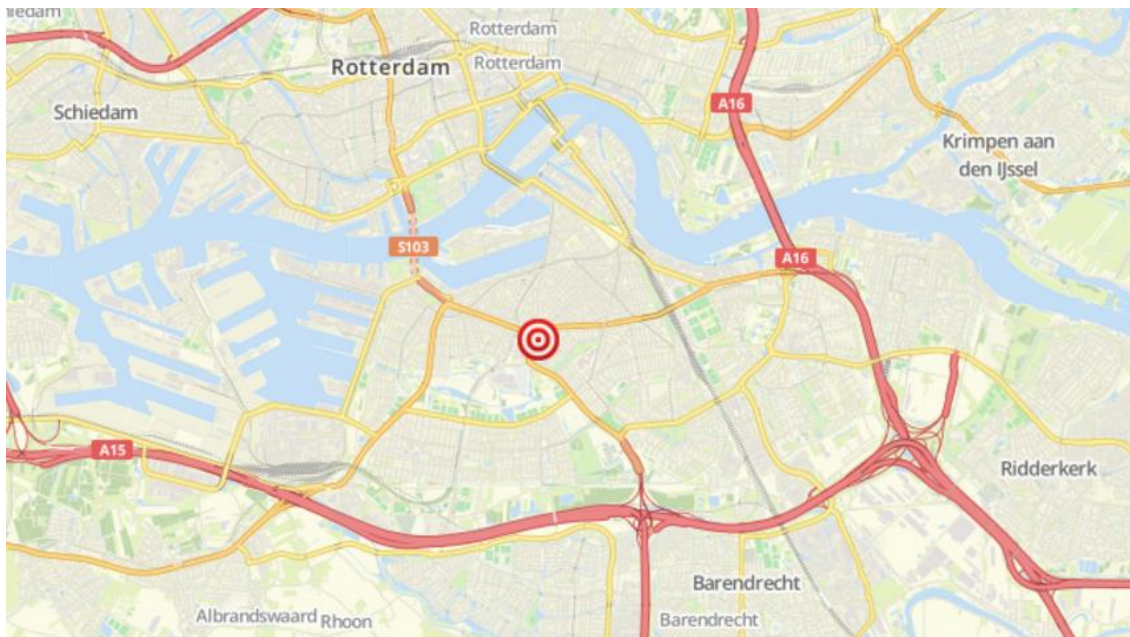 Rotterdam
Rotterdam
Rotterdam
Schiedam
A16
Krimpen aan
den IJssel
S103
A16
A15
Ridderkerk
Barendrecht
Albrandswaard
Rhoon
Barendrecht